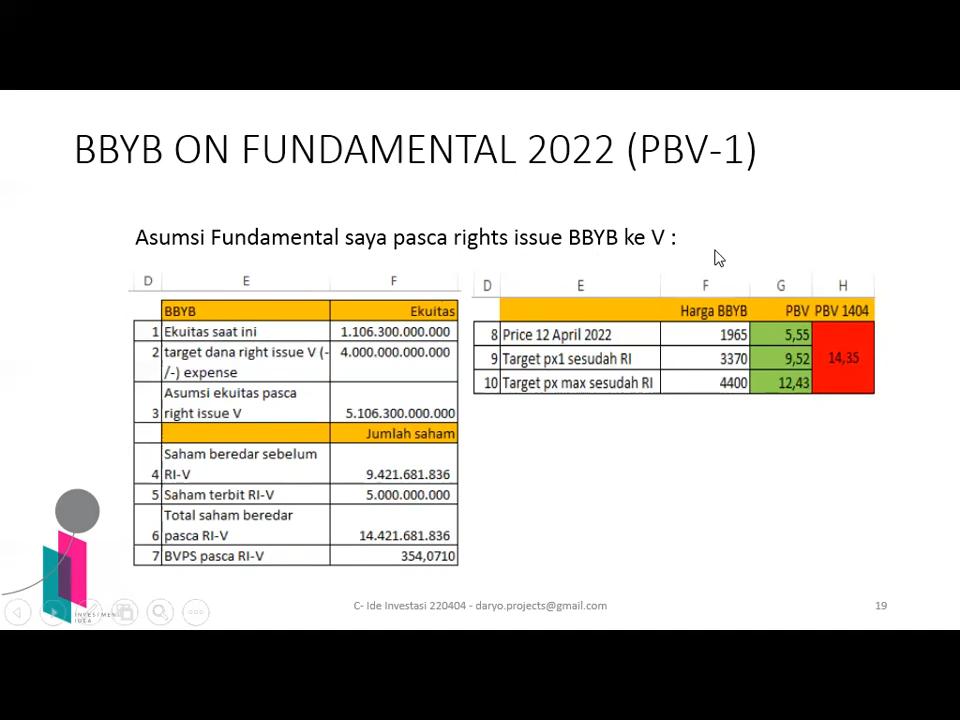 BBYB ON FUNDAMENTAL 2022 (PBV-1)
Asumsi Fundamental saya pasca rights issue BBYB ke V :
D E F
BBYB Ekuitas
1 Ekuitas saat ini 1.106.300.000.000
2 target dana right issue V (- 4.000.000.000.000
/-) expense
Asumsi ekuitas pasca
3 right issue V 5.106.300.000.000
Jumlah saham
Saham beredar sebelum
4 RI-V 9.421.681.836
5 Saham terbit RI-V 5.000.000.000
Total saham beredar
6 pasca RI-V 14.421.681.836
7 BVPS pasca RI-V 354,0710
D E F G H
Harga BBYB PBV PBV 1404
8 Price 12 April 2022 1965 5,55
9 Target px1 sesudah RI 3370 9,52 14,35
10 Target px max sesudah RI 4400 12,43
INVESTMENT
IDEA
C- Ide Investasi 220404 - daryo.projects@gmail.com
19